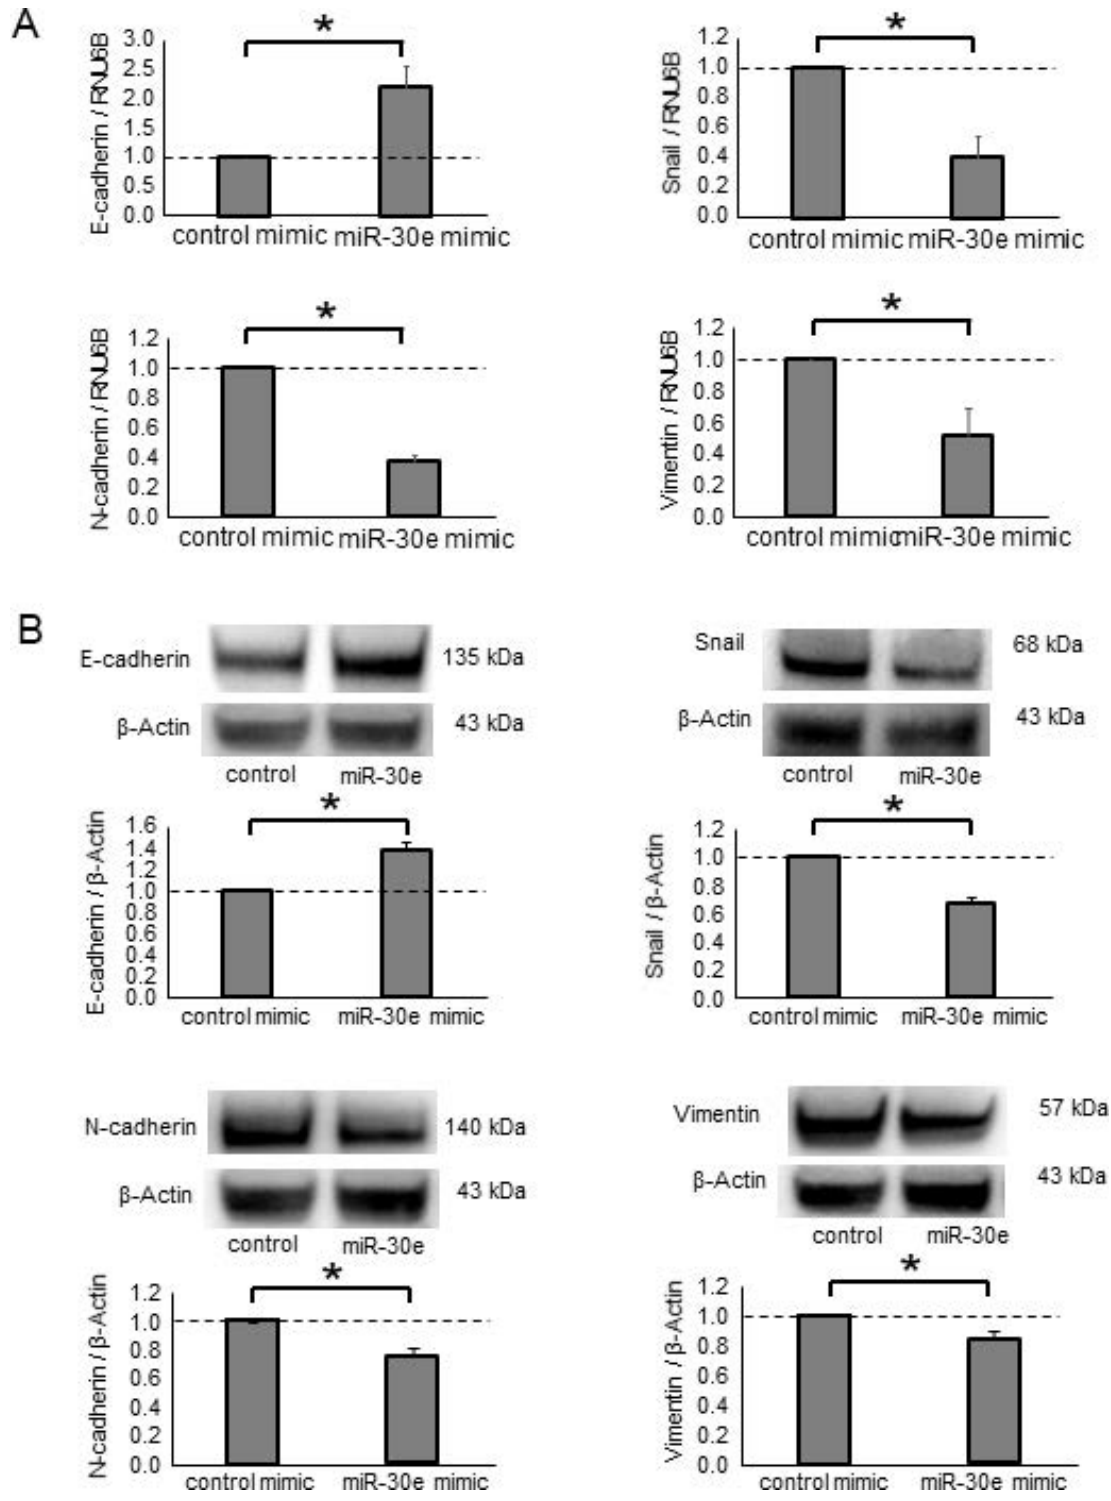 A
*
E-cadherin / RNU6B
3.0
2.5
2.0
1.5
1.0
0.5
0.0
control mimic miR-30e mimic
*
Snail / RNU6B
1.2
1.0
0.8
0.6
0.4
0.2
0.0
control mimic miR-30e mimic
*
N-cadherin / RNU6B
1.2
1.0
0.8
0.6
0.4
0.2
0.0
control mimic miR-30e mimic
*
Vimentin / RNU6B
1.2
1.0
0.8
0.6
0.4
0.2
0.0
control mimic miR-30e mimic
B
E-cadherin 135 kDa
β-Actin 43 kDa
control miR-30e
*
E-cadherin / β-Actin
1.6
1.4
1.2
1.0
0.8
0.6
0.4
0.2
0.0
control mimic miR-30e mimic
Snail 68 kDa
β-Actin 43 kDa
control miR-30e
*
Snail / β-Actin
1.2
1.0
0.8
0.6
0.4
0.2
0.0
control mimic miR-30e mimic
N-cadherin 140 kDa
β-Actin 43 kDa
control miR-30e
*
N-cadherin / β-Actin
1.2
1.0
0.8
0.6
0.4
0.2
0.0
control mimic miR-30e mimic
Vimentin 57 kDa
β-Actin 43 kDa
control miR-30e
*
Vimentin / β-Actin
1.2
1.0
0.8
0.6
0.4
0.2
0.0
control mimic miR-30e mimic